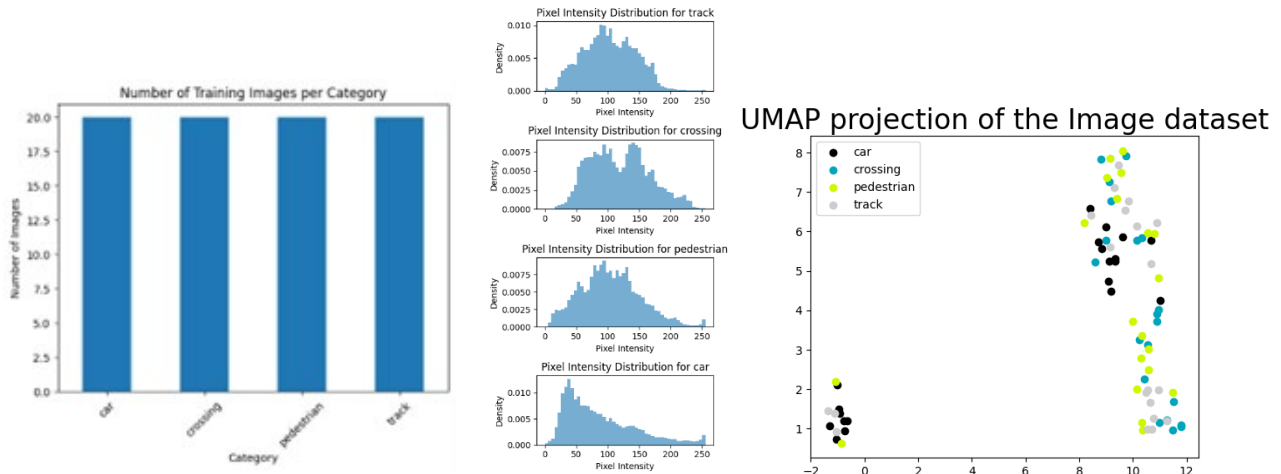 Number of Training Images per Category
Number of Images
20.0
17.5
15.0
12.5
10.0
7.5
5.0
2.5
0.0
car
crossing
pedestrian
track
Category
Pixel Intensity Distribution for track
Density
0.010
0.005
0.000
0 50 100 150 200 250
Pixel Intensity
Pixel Intensity Distribution for crossing
Density
0.0075
0.0050
0.0025
0.0000
0 50 100 150 200 250
Pixel Intensity
Pixel Intensity Distribution for pedestrian
Density
0.0075
0.0050
0.0025
0.0000
0 50 100 150 200 250
Pixel Intensity
Pixel Intensity Distribution for car
Density
0.010
0.005
0.000
0 50 100 150 200 250
Pixel Intensity
UMAP projection of the Image dataset
car
crossing
pedestrian
track
8
7
6
5
4
3
2
1
−2 0 2 4 6 8 10 12